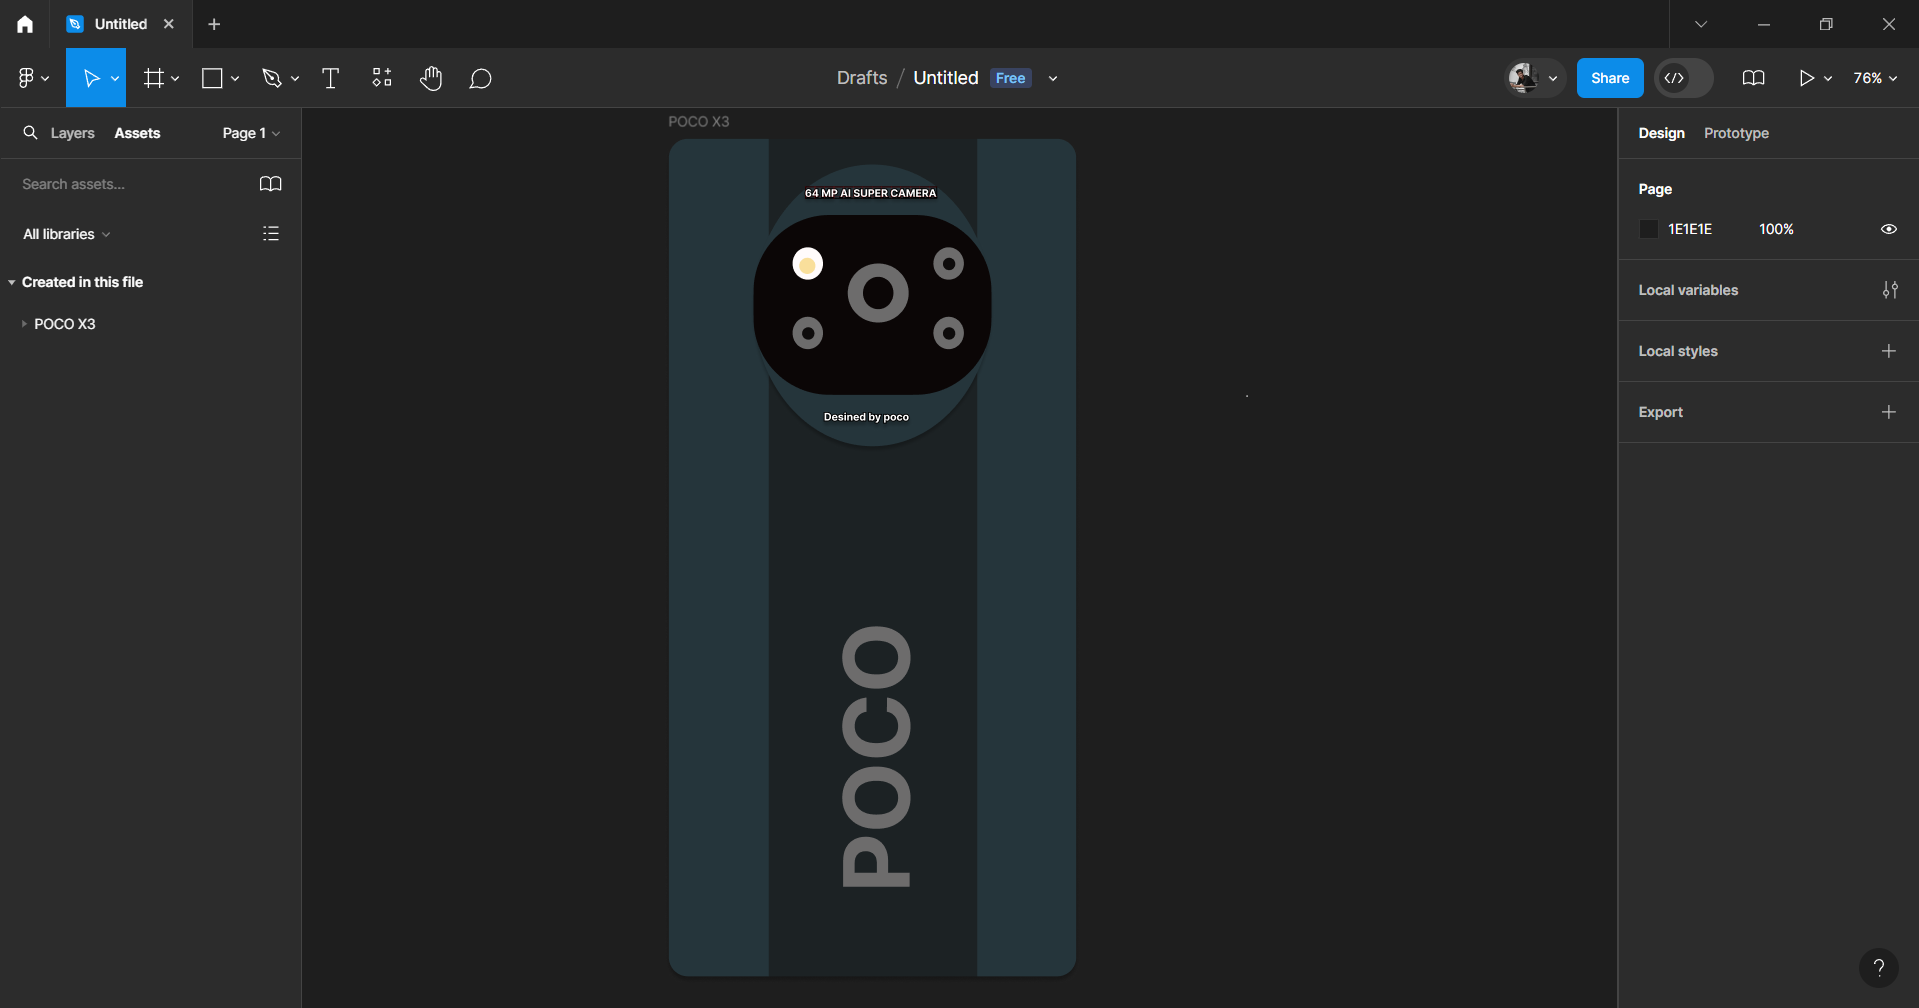 Untitled
Drafts / Untitled Free
Share
76%
Layers Assets Page 1
Search assets...
All libraries
Created in this file
POCO X3
POCO X3
64 MP AI SUPER CAMERA
Desined by poco
POCO
Design Prototype
Page
1E1E1E 100%
Local variables
Local styles
Export
?